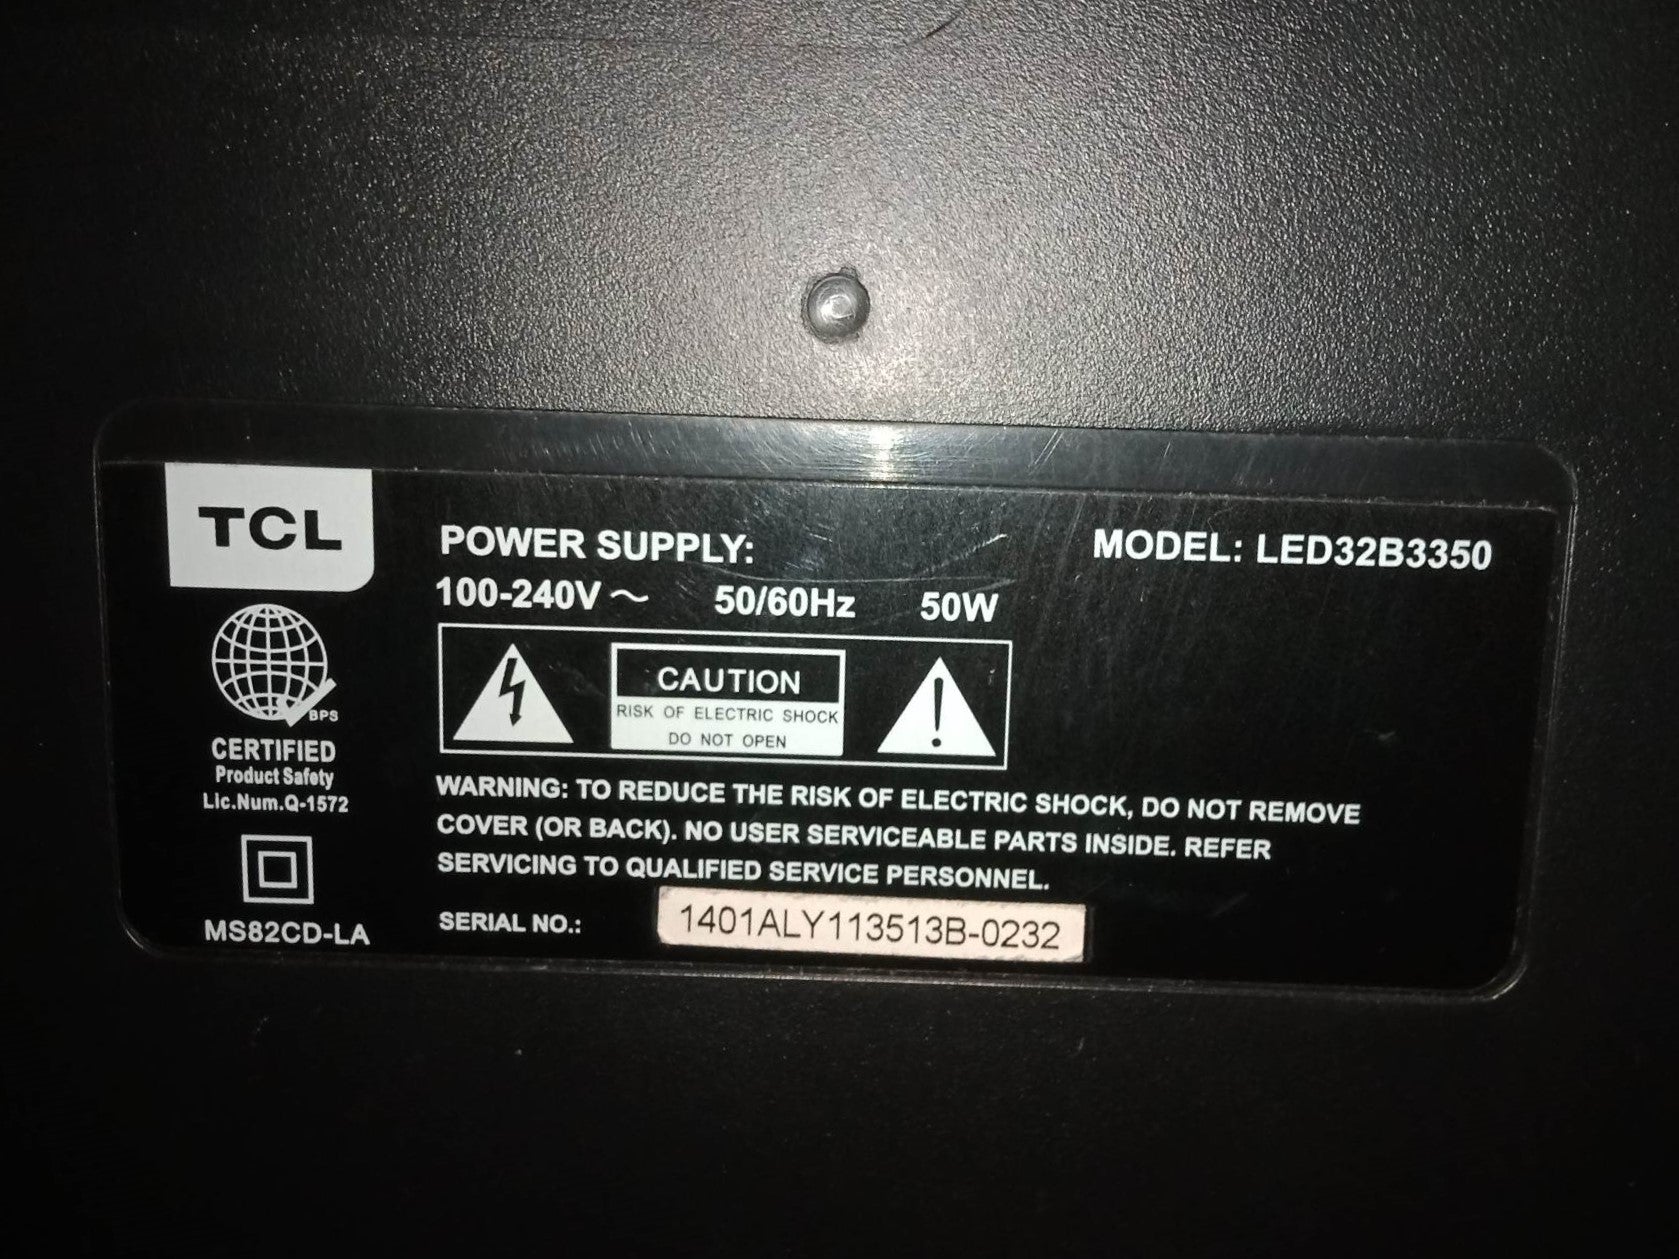 TCL
POWER SUPPLY:
100-240V ～ 50/60Hz 50W
MODEL: LED32B3350
CAUTION
RISK OF ELECTRIC SHOCK
DO NOT OPEN
BPS
CERTIFIED
Product Safety
Lic.Num.Q-1572
MS82CD-LA
WARNING: TO REDUCE THE RISK OF ELECTRIC SHOCK, DO NOT REMOVE
COVER (OR BACK). NO USER SERVICEABLE PARTS INSIDE. REFER
SERVICING TO QUALIFIED SERVICE PERSONNEL.
SERIAL NO.: 1401ALY113513B-0232